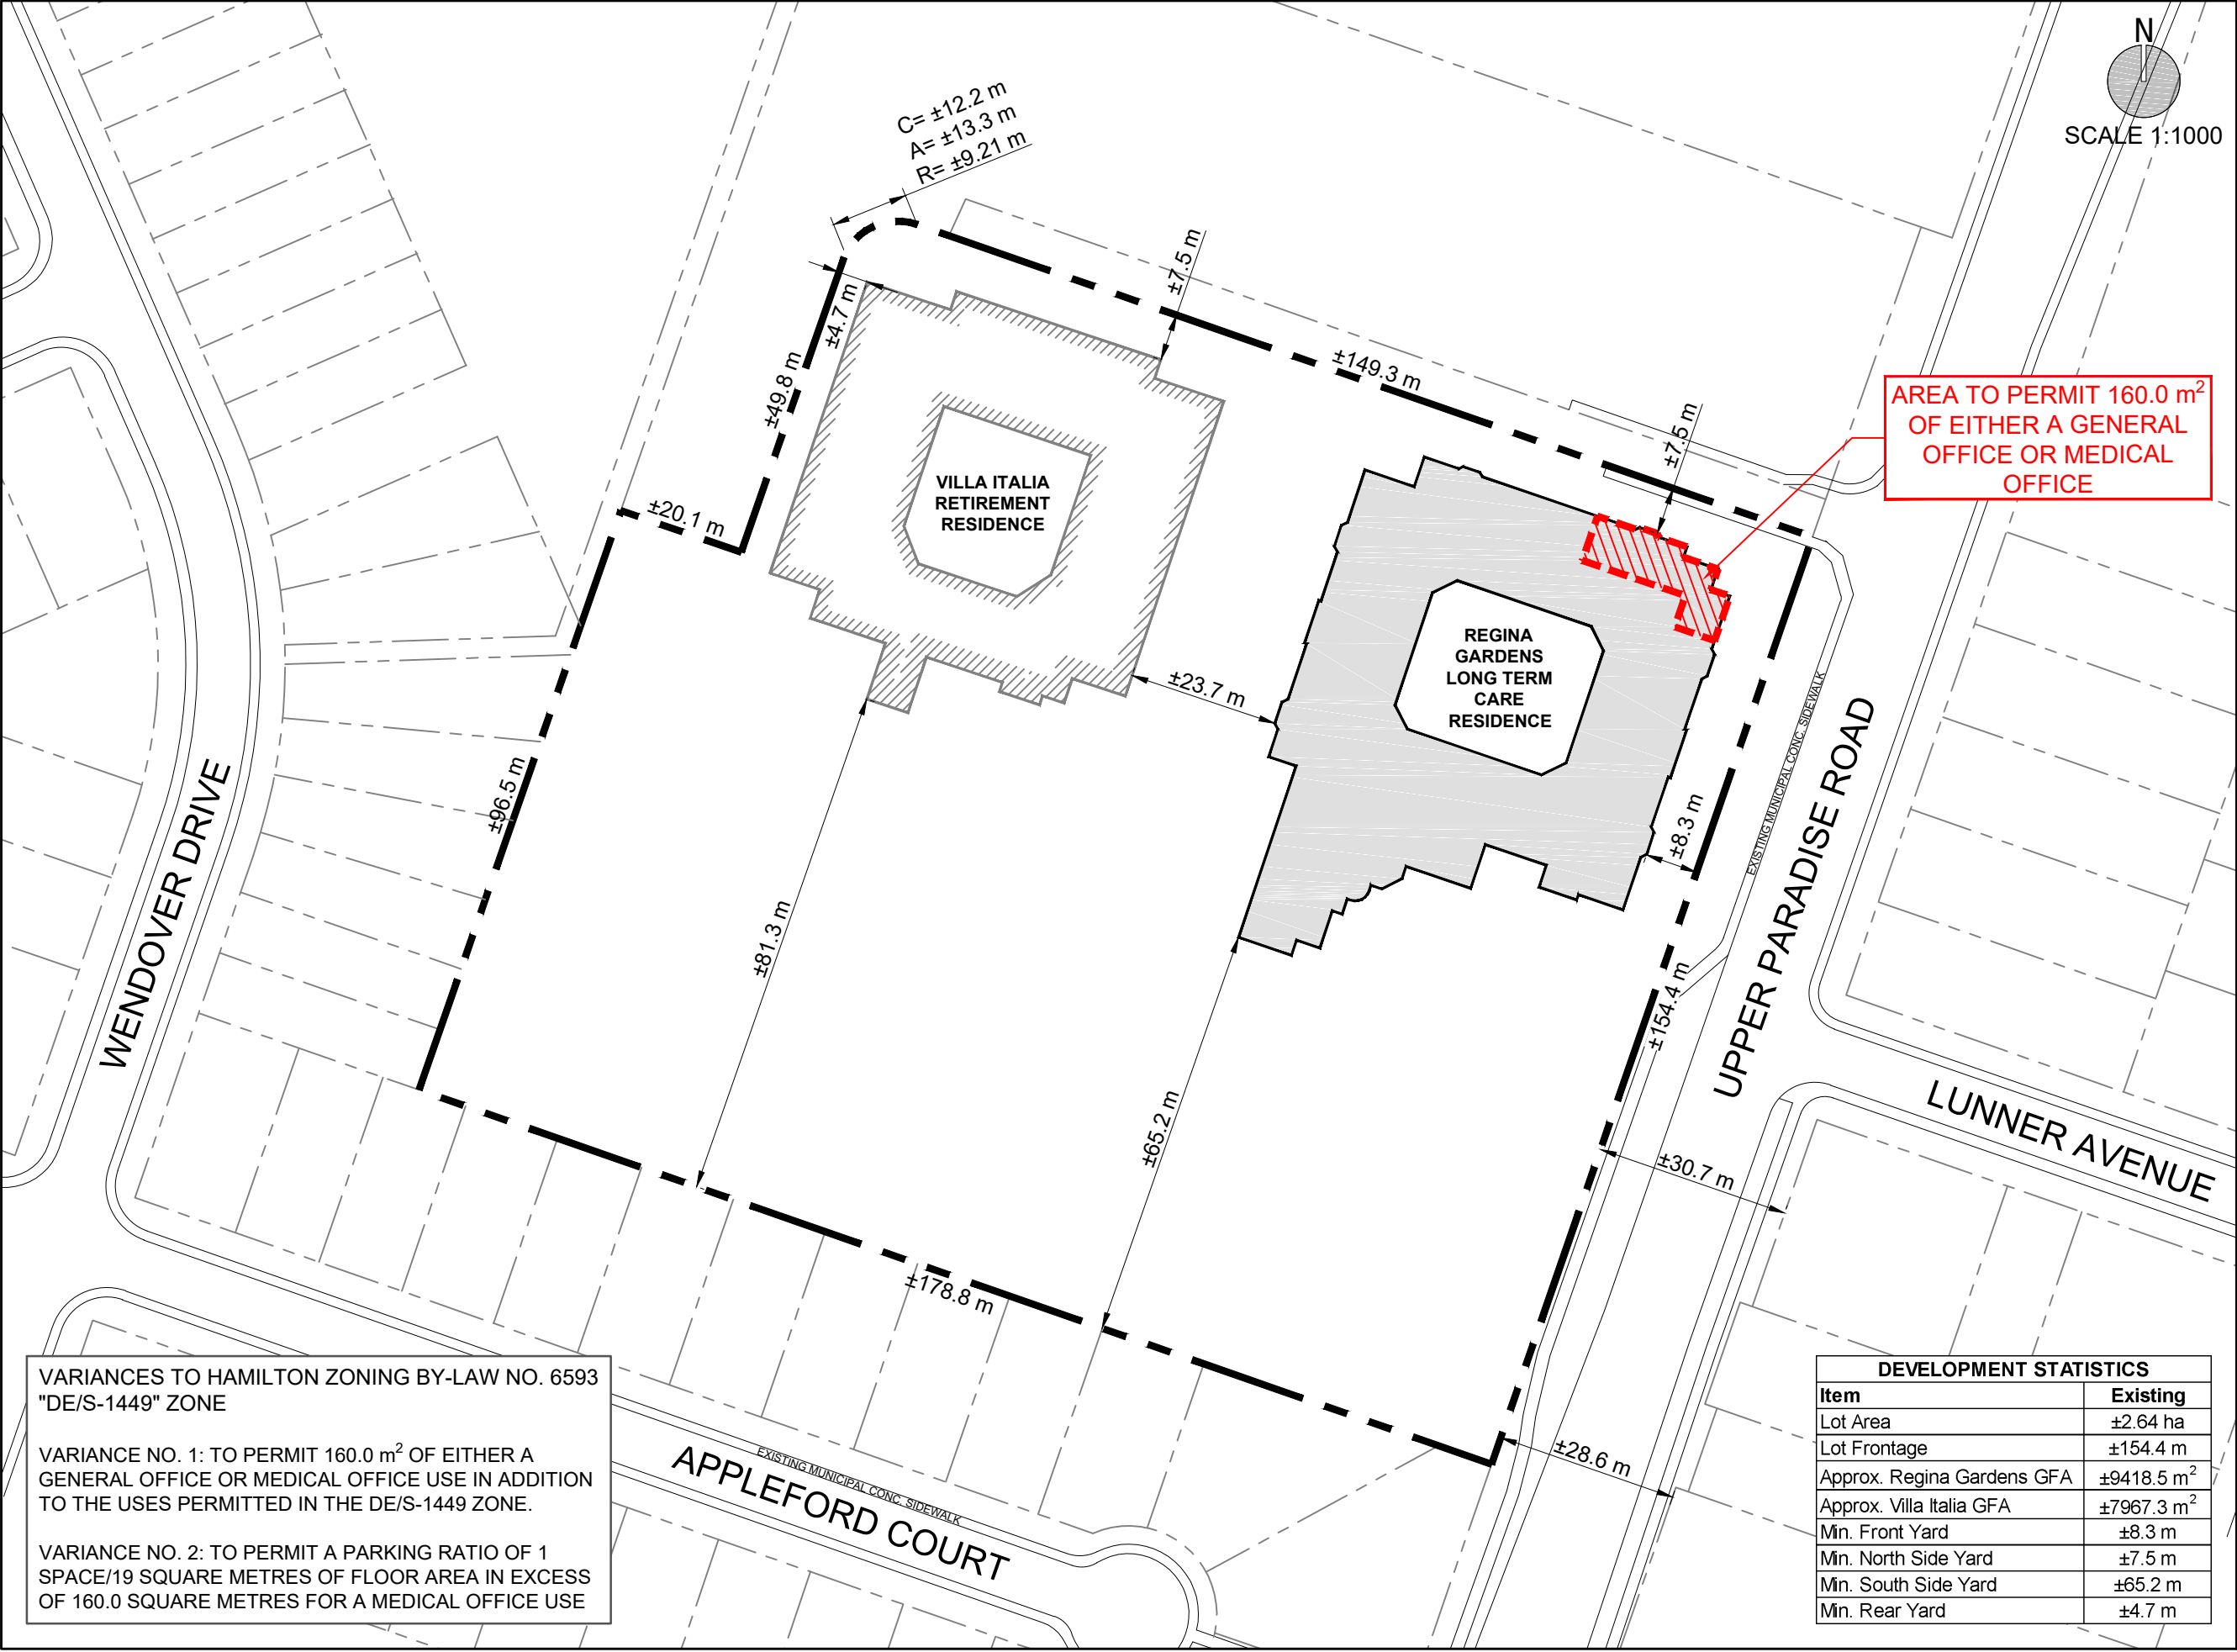 N
SCALE 1:1000
C= ±12.2 m
A= ±13.3 m
R= ±9.21 m
±7.5 m
±4.7 m
±49.8 m
±149.3 m
±7.5 m
AREA TO PERMIT 160.0 m²
OF EITHER A GENERAL
OFFICE OR MEDICAL
OFFICE
±20.1 m
VILLA ITALIA
RETIREMENT
RESIDENCE
REGINA
GARDENS
LONG TERM
CARE
RESIDENCE
±23.7 m
±96.5 m
±8.3 m
EXISTING MUNICIPAL CONC. SIDEWALK
UPPER PARADISE ROAD
WENDOVER DRIVE
±81.3 m
±65.2 m
±154.4 m
LUNNER AVENUE
±30.7 m
±178.8 m
±28.6 m
EXISTING MUNICIPAL CONC. SIDEWALK
APPLEFORD COURT
VARIANCES TO HAMILTON ZONING BY-LAW NO. 6593
"DE/S-1449" ZONE
VARIANCE NO. 1: TO PERMIT 160.0 m² OF EITHER A
GENERAL OFFICE OR MEDICAL OFFICE USE IN ADDITION
TO THE USES PERMITTED IN THE DE/S-1449 ZONE.
VARIANCE NO. 2: TO PERMIT A PARKING RATIO OF 1
SPACE/19 SQUARE METRES OF FLOOR AREA IN EXCESS
OF 160.0 SQUARE METRES FOR A MEDICAL OFFICE USE
DEVELOPMENT STATISTICS
Item Existing
Lot Area ±2.64 ha
Lot Frontage ±154.4 m
Approx. Regina Gardens GFA ±9418.5 m²
Approx. Villa Italia GFA ±7967.3 m²
Min. Front Yard ±8.3 m
Min. North Side Yard ±7.5 m
Min. South Side Yard ±65.2 m
Min. Rear Yard ±4.7 m